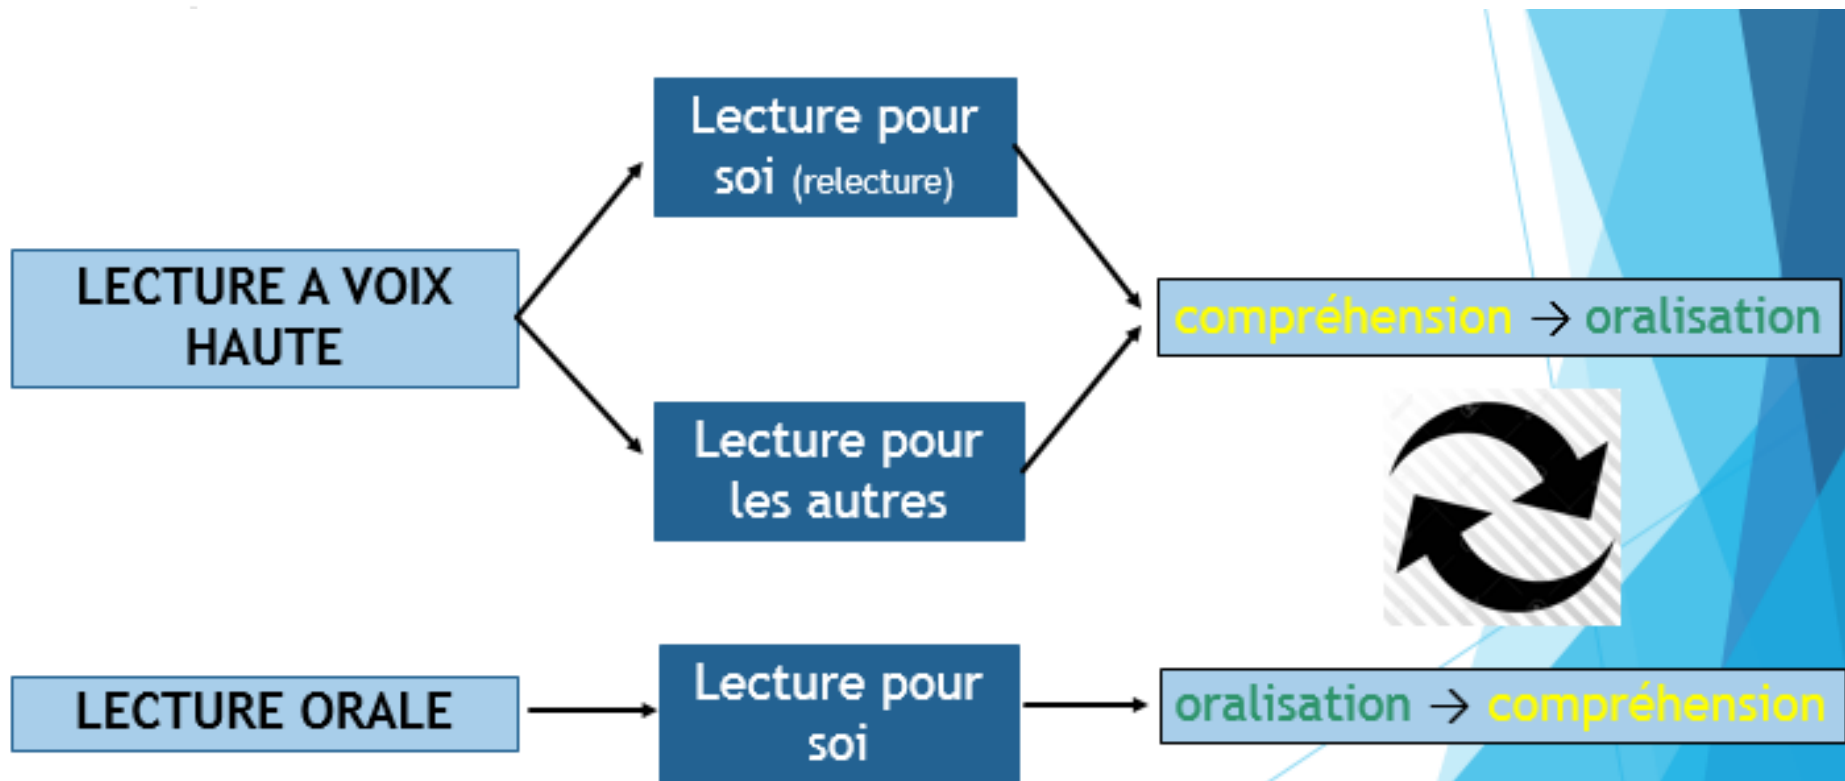 Lecture pour
soi (relecture)
LECTURE A VOIX
HAUTE
compréhension → oralisation
Lecture pour
les autres
LECTURE ORALE
Lecture pour
soi
oralisation → compréhension